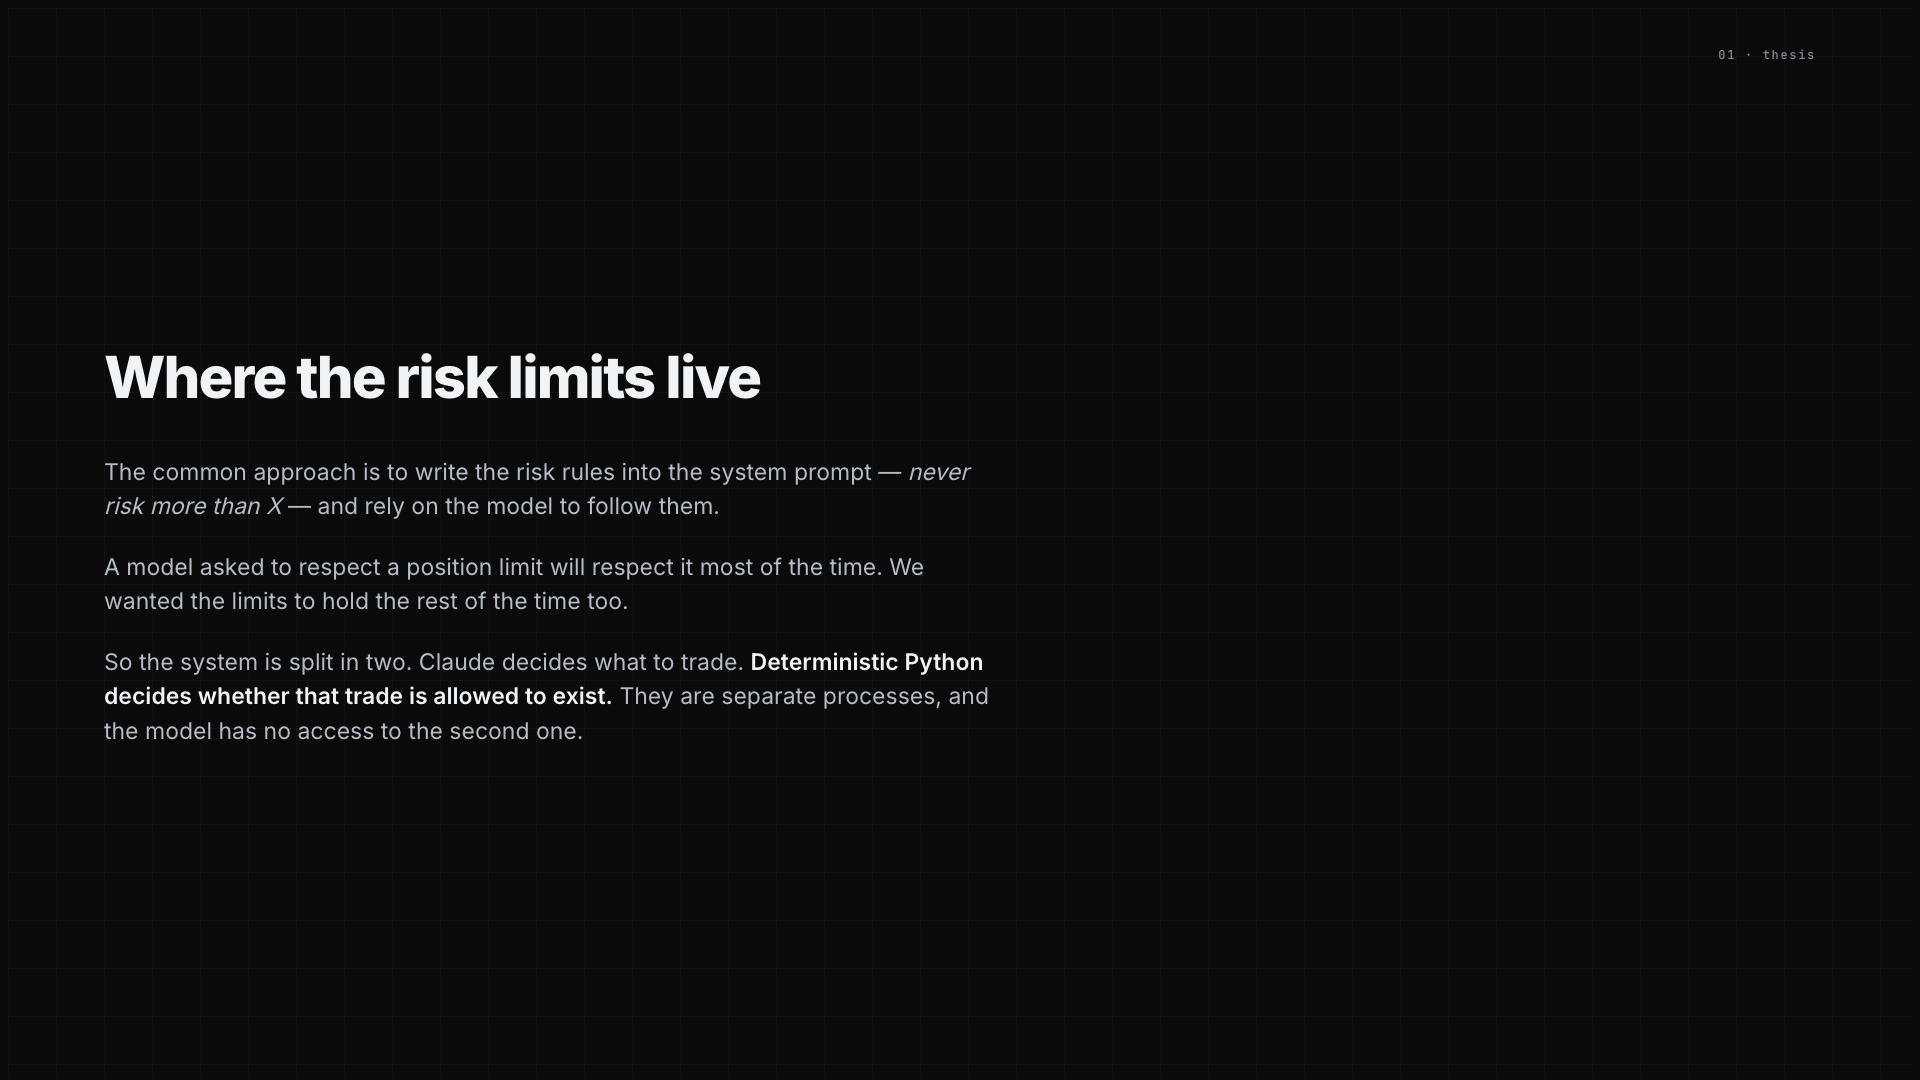 01 · thesis
Where the risk limits live
The common approach is to write the risk rules into the system prompt — never
risk more than X — and rely on the model to follow them.
A model asked to respect a position limit will respect it most of the time. We
wanted the limits to hold the rest of the time too.
So the system is split in two. Claude decides what to trade. Deterministic Python
decides whether that trade is allowed to exist. They are separate processes, and
the model has no access to the second one.